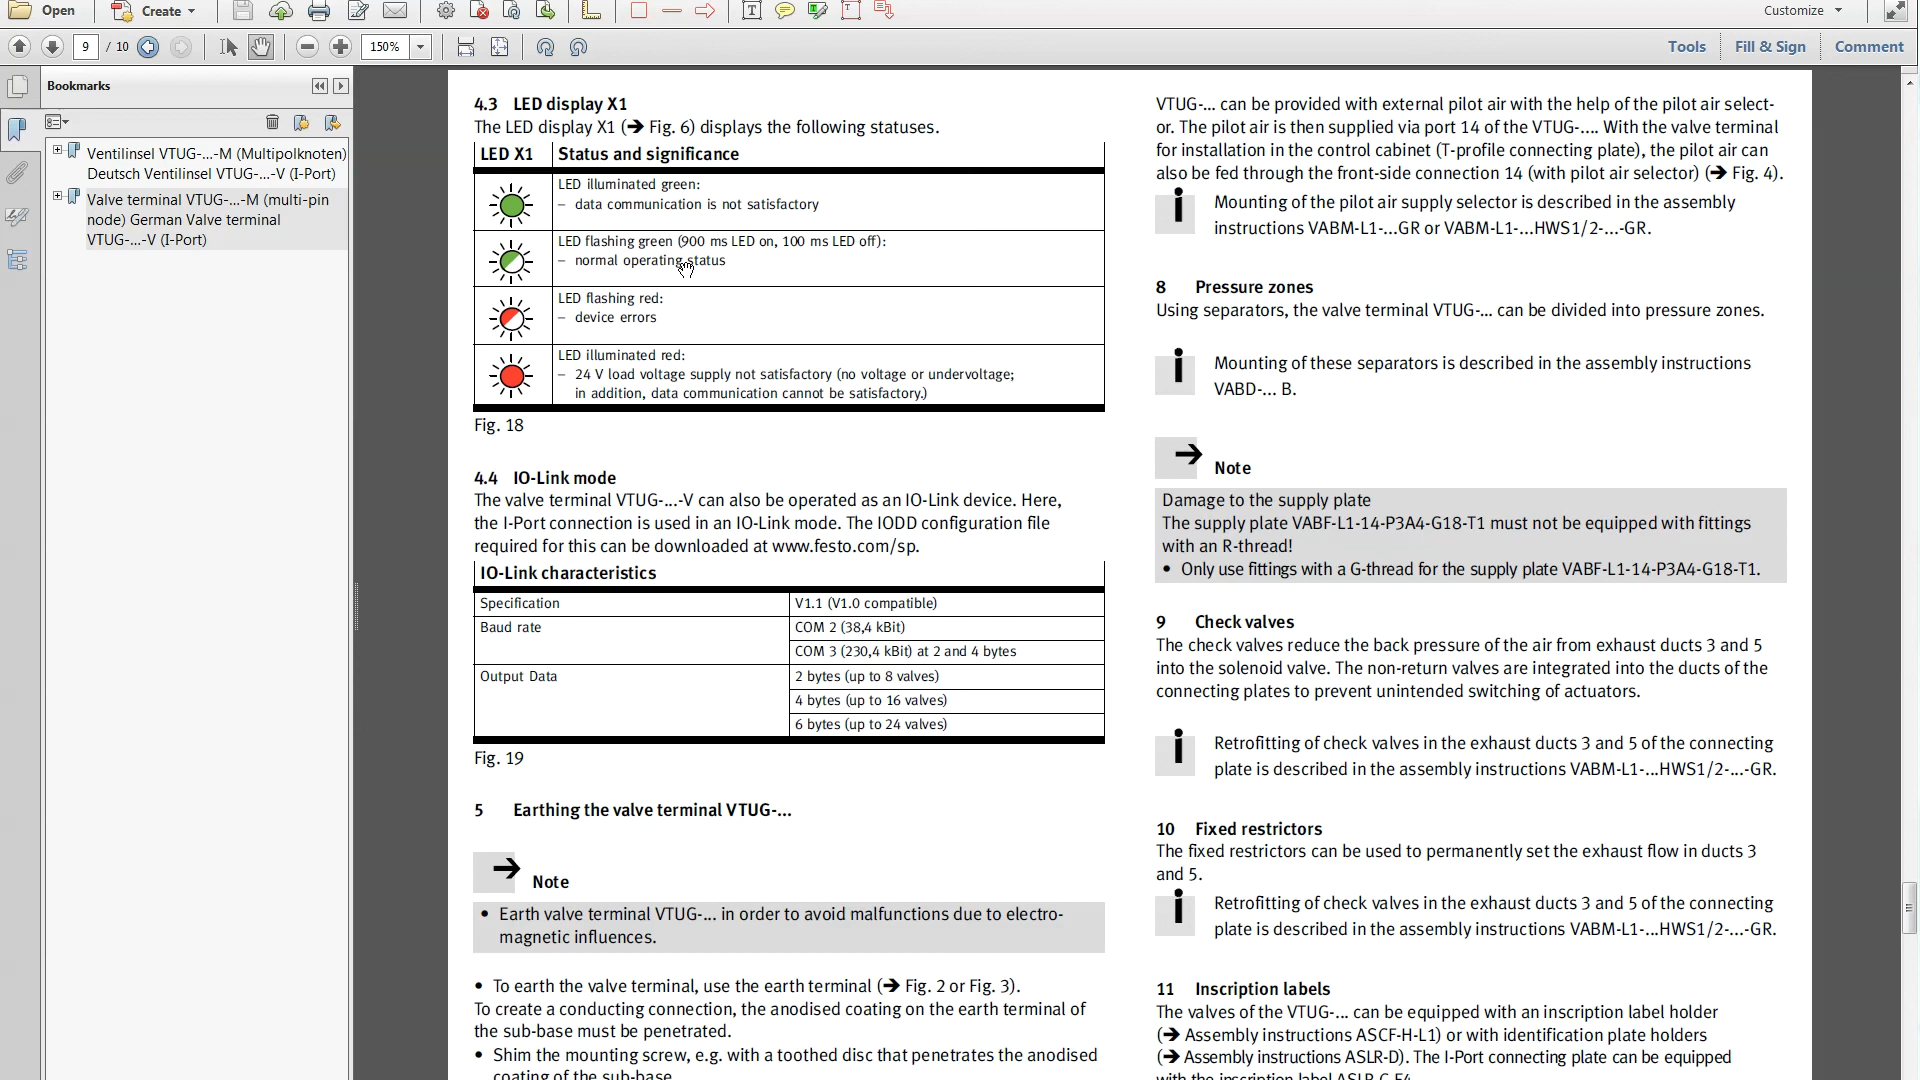 Open
Create
Customize
9 / 10
150%
Tools
Fill & Sign
Comment
Bookmarks
Ventilinsel VTUG-...-M (Multipolknoten)
Deutsch Ventilinsel VTUG-...-V (I-Port)
Valve terminal VTUG-...-M (multi-pin
node) German Valve terminal
VTUG-...-V (I-Port)
4.3 LED display X1
The LED display X1 (➔ Fig. 6) displays the following statuses.
LED X1 Status and significance
LED illuminated green:
– data communication is not satisfactory
LED flashing green (900 ms LED on, 100 ms LED off):
– normal operating status
LED flashing red:
– device errors
LED illuminated red:
– 24 V load voltage supply not satisfactory (no voltage or undervoltage;
in addition, data communication cannot be satisfactory.)
Fig. 18
4.4 IO-Link mode
The valve terminal VTUG-...-V can also be operated as an IO-Link device. Here,
the I-Port connection is used in an IO-Link mode. The IODD configuration file
required for this can be downloaded at www.festo.com/sp.
IO-Link characteristics
Specification V1.1 (V1.0 compatible)
Baud rate COM 2 (38,4 kBit)
COM 3 (230,4 kBit) at 2 and 4 bytes
Output Data 2 bytes (up to 8 valves)
4 bytes (up to 16 valves)
6 bytes (up to 24 valves)
Fig. 19
5 Earthing the valve terminal VTUG-...
Note
• Earth valve terminal VTUG-... in order to avoid malfunctions due to electro-
magnetic influences.
• To earth the valve terminal, use the earth terminal (➔ Fig. 2 or Fig. 3).
To create a conducting connection, the anodised coating on the earth terminal of
the sub-base must be penetrated.
• Shim the mounting screw, e.g. with a toothed disc that penetrates the anodised
coating of the sub-base
VTUG-... can be provided with external pilot air with the help of the pilot air select-
or. The pilot air is then supplied via port 14 of the VTUG-.... With the valve terminal
for installation in the control cabinet (T-profile connecting plate), the pilot air can
also be fed through the front-side connection 14 (with pilot air selector) (➔ Fig. 4).
Mounting of the pilot air supply selector is described in the assembly
instructions VABM-L1-...GR or VABM-L1-...HWS1/2-...-GR.
8 Pressure zones
Using separators, the valve terminal VTUG-... can be divided into pressure zones.
Mounting of these separators is described in the assembly instructions
VABD-... B.
Note
Damage to the supply plate
The supply plate VABF-L1-14-P3A4-G18-T1 must not be equipped with fittings
with an R-thread!
• Only use fittings with a G-thread for the supply plate VABF-L1-14-P3A4-G18-T1.
9 Check valves
The check valves reduce the back pressure of the air from exhaust ducts 3 and 5
into the solenoid valve. The non-return valves are integrated into the ducts of the
connecting plates to prevent unintended switching of actuators.
Retrofitting of check valves in the exhaust ducts 3 and 5 of the connecting
plate is described in the assembly instructions VABM-L1-...HWS1/2-...-GR.
10 Fixed restrictors
The fixed restrictors can be used to permanently set the exhaust flow in ducts 3
and 5.
Retrofitting of check valves in the exhaust ducts 3 and 5 of the connecting
plate is described in the assembly instructions VABM-L1-...HWS1/2-...-GR.
11 Inscription labels
The valves of the VTUG-... can be equipped with an inscription label holder
(➔ Assembly instructions ASCF-H-L1) or with identification plate holders
(➔ Assembly instructions ASLR-D). The I-Port connecting plate can be equipped
with the inscription label ASLR-C-E4